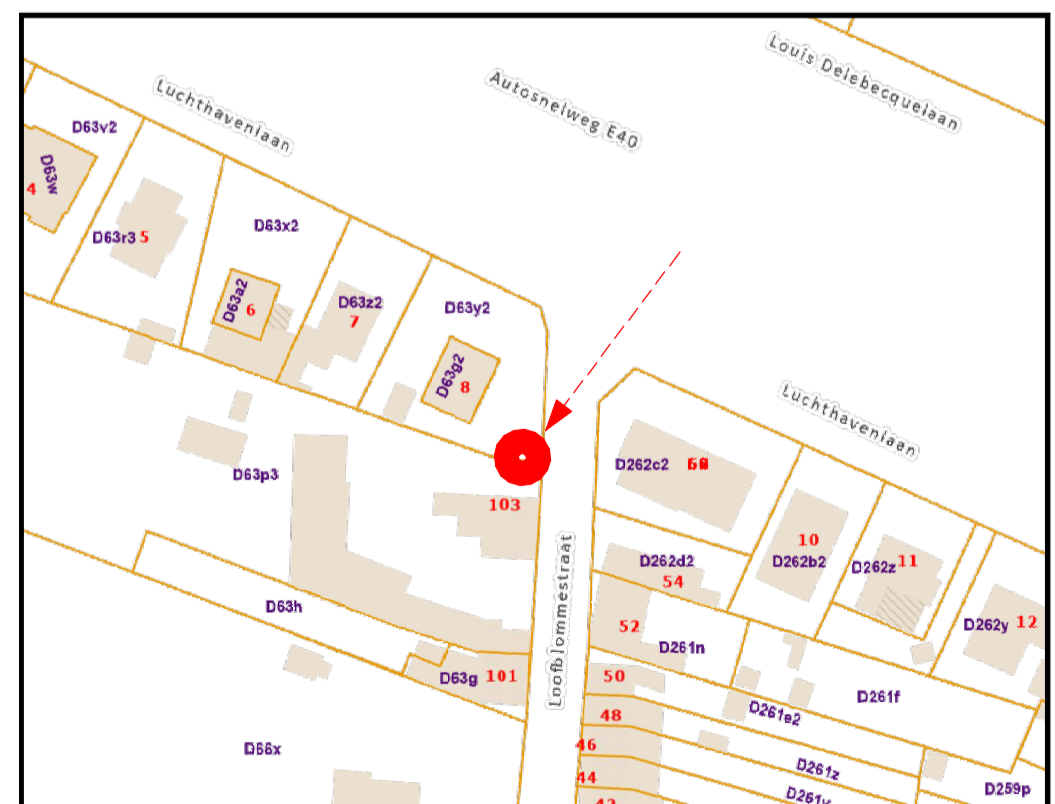 Louis Delebecquelaan
Autosnelweg E40
Luchthavenlaan
D63v2
D63w
4
D63r3 5
D63x2
D63a2
6
D63z2
7
D63y2
D63g2
8
Luchthavenlaan
D63p3
103
D262c2
10
D262b2
D262z 11
D262y 12
D262d2
54
Loofblommestraat
D63h
52
D261n
D63g 101
50
D261f
48
D261e2
46
D66x
44
D261z
D259p